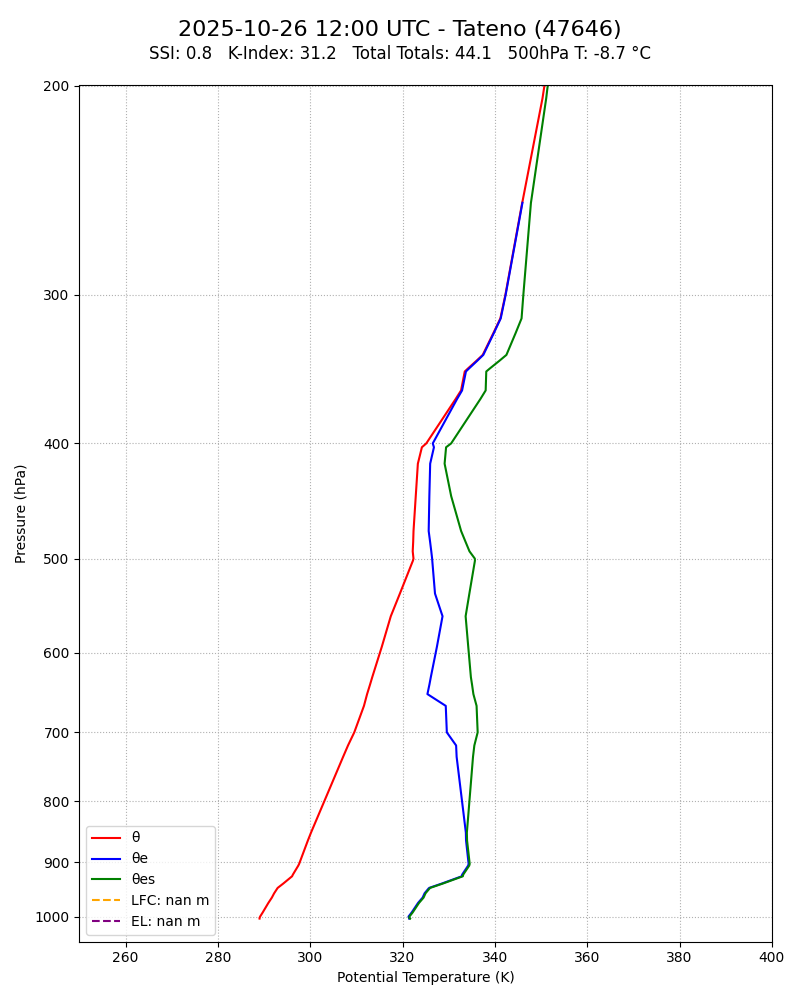 2025-10-26 12:00 UTC - Tateno (47646)
SSI: 0.8   K-Index: 31.2   Total Totals: 44.1   500hPa T: -8.7 °C
200
300
400
500
600
700
800
900
1000
Pressure (hPa)
θ
θe
θes
LFC: nan m
EL: nan m
260 280 300 320 340 360 380 400
Potential Temperature (K)